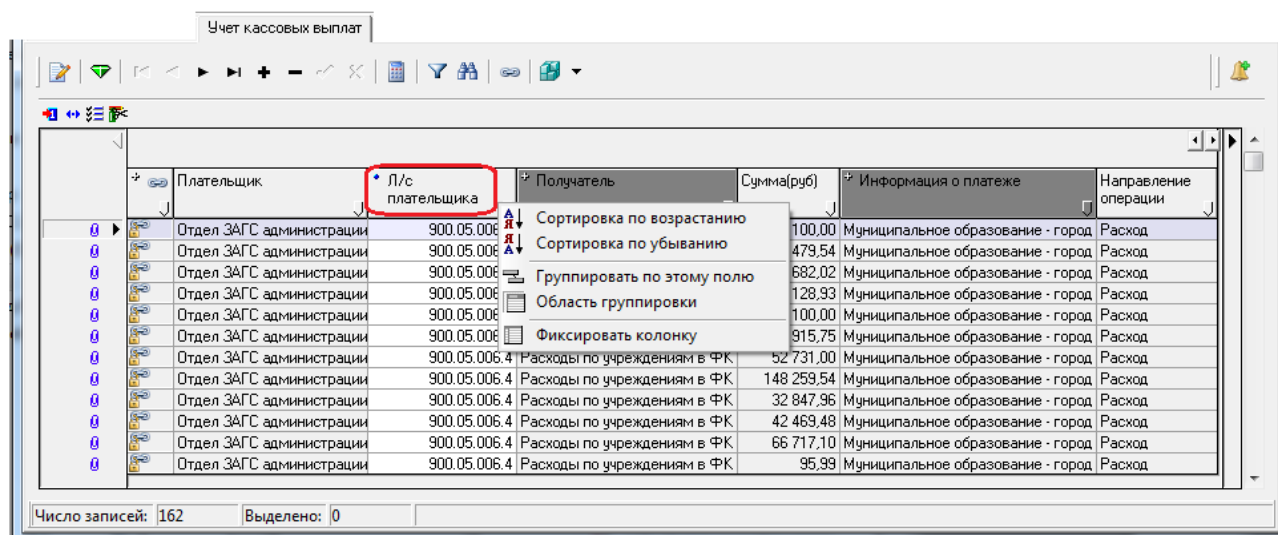 Учет кассовых выплат
Плательщик
Л/с
плательщика
Получатель
Сумма(руб)
Информация о платеже
Направление
операции
Сортировка по возрастанию
Сортировка по убыванию
Группировать по этому полю
Область группировки
Фиксировать колонку
Отдел ЗАГС администрации 900.05.006 100,00 Муниципальное образование - город Расход
Отдел ЗАГС администрации 900.05.006 479,54 Муниципальное образование - город Расход
Отдел ЗАГС администрации 900.05.006 682,02 Муниципальное образование - город Расход
Отдел ЗАГС администрации 900.05.006 128,93 Муниципальное образование - город Расход
Отдел ЗАГС администрации 900.05.006 100,00 Муниципальное образование - город Расход
Отдел ЗАГС администрации 900.05.006 915,75 Муниципальное образование - город Расход
Отдел ЗАГС администрации 900.05.006.4 Расходы по учреждениям в ФК 52 731,00 Муниципальное образование - город Расход
Отдел ЗАГС администрации 900.05.006.4 Расходы по учреждениям в ФК 148 259,54 Муниципальное образование - город Расход
Отдел ЗАГС администрации 900.05.006.4 Расходы по учреждениям в ФК 32 847,96 Муниципальное образование - город Расход
Отдел ЗАГС администрации 900.05.006.4 Расходы по учреждениям в ФК 42 469,48 Муниципальное образование - город Расход
Отдел ЗАГС администрации 900.05.006.4 Расходы по учреждениям в ФК 66 717,10 Муниципальное образование - город Расход
Отдел ЗАГС администрации 900.05.006.4 Расходы по учреждениям в ФК 95,99 Муниципальное образование - город Расход
Число записей: 162 Выделено: 0